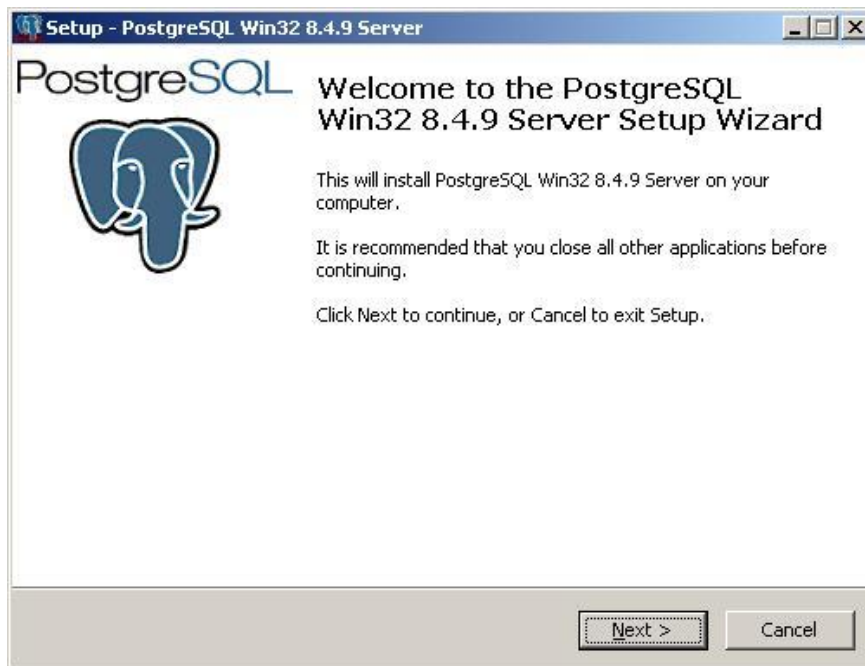 Setup - PostgreSQL Win32 8.4.9 Server
PostgreSQL
Welcome to the PostgreSQL
Win32 8.4.9 Server Setup Wizard
This will install PostgreSQL Win32 8.4.9 Server on your
computer.
It is recommended that you close all other applications before
continuing.
Click Next to continue, or Cancel to exit Setup.
Next >
Cancel